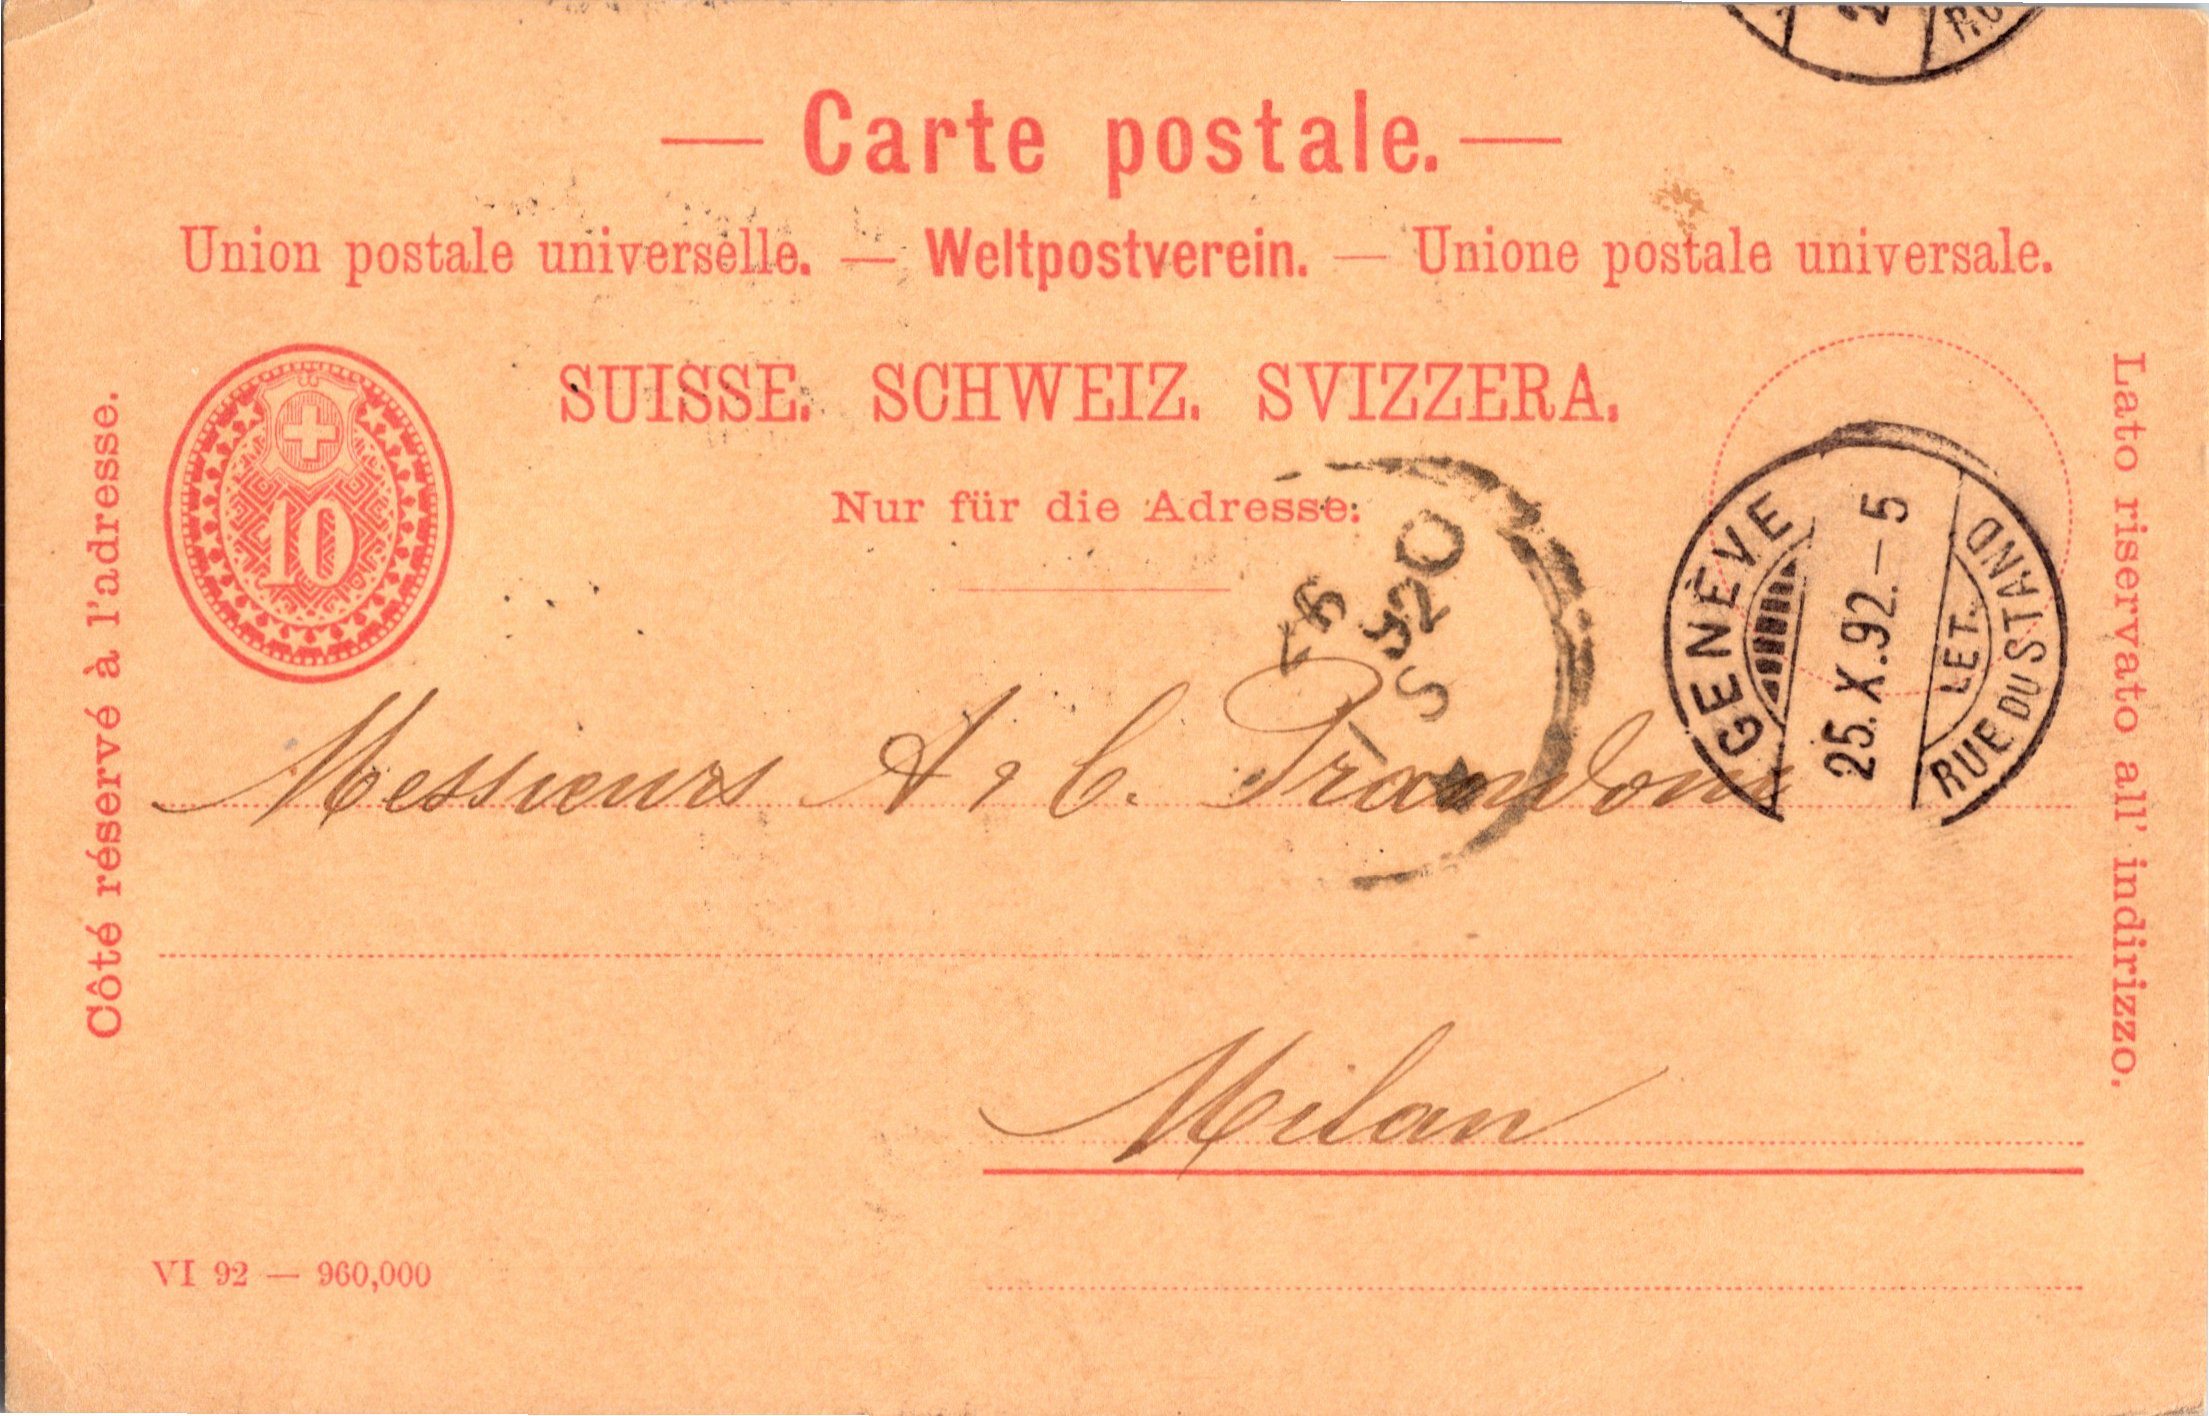 — Carte postale. —
Union postale universelle. — Weltpostverein. — Unione postale universale.
SUISSE. SCHWEIZ. SVIZZERA.
Nur für die Adresse:
10
Côté réservé à l'adresse.
Lato riservato all' indirizzo.
GENÈVE
25.X.92.–5
LET.
RUE DU STAND
Messieurs A & C. Prandoni
Milan
VI 92 — 960,000